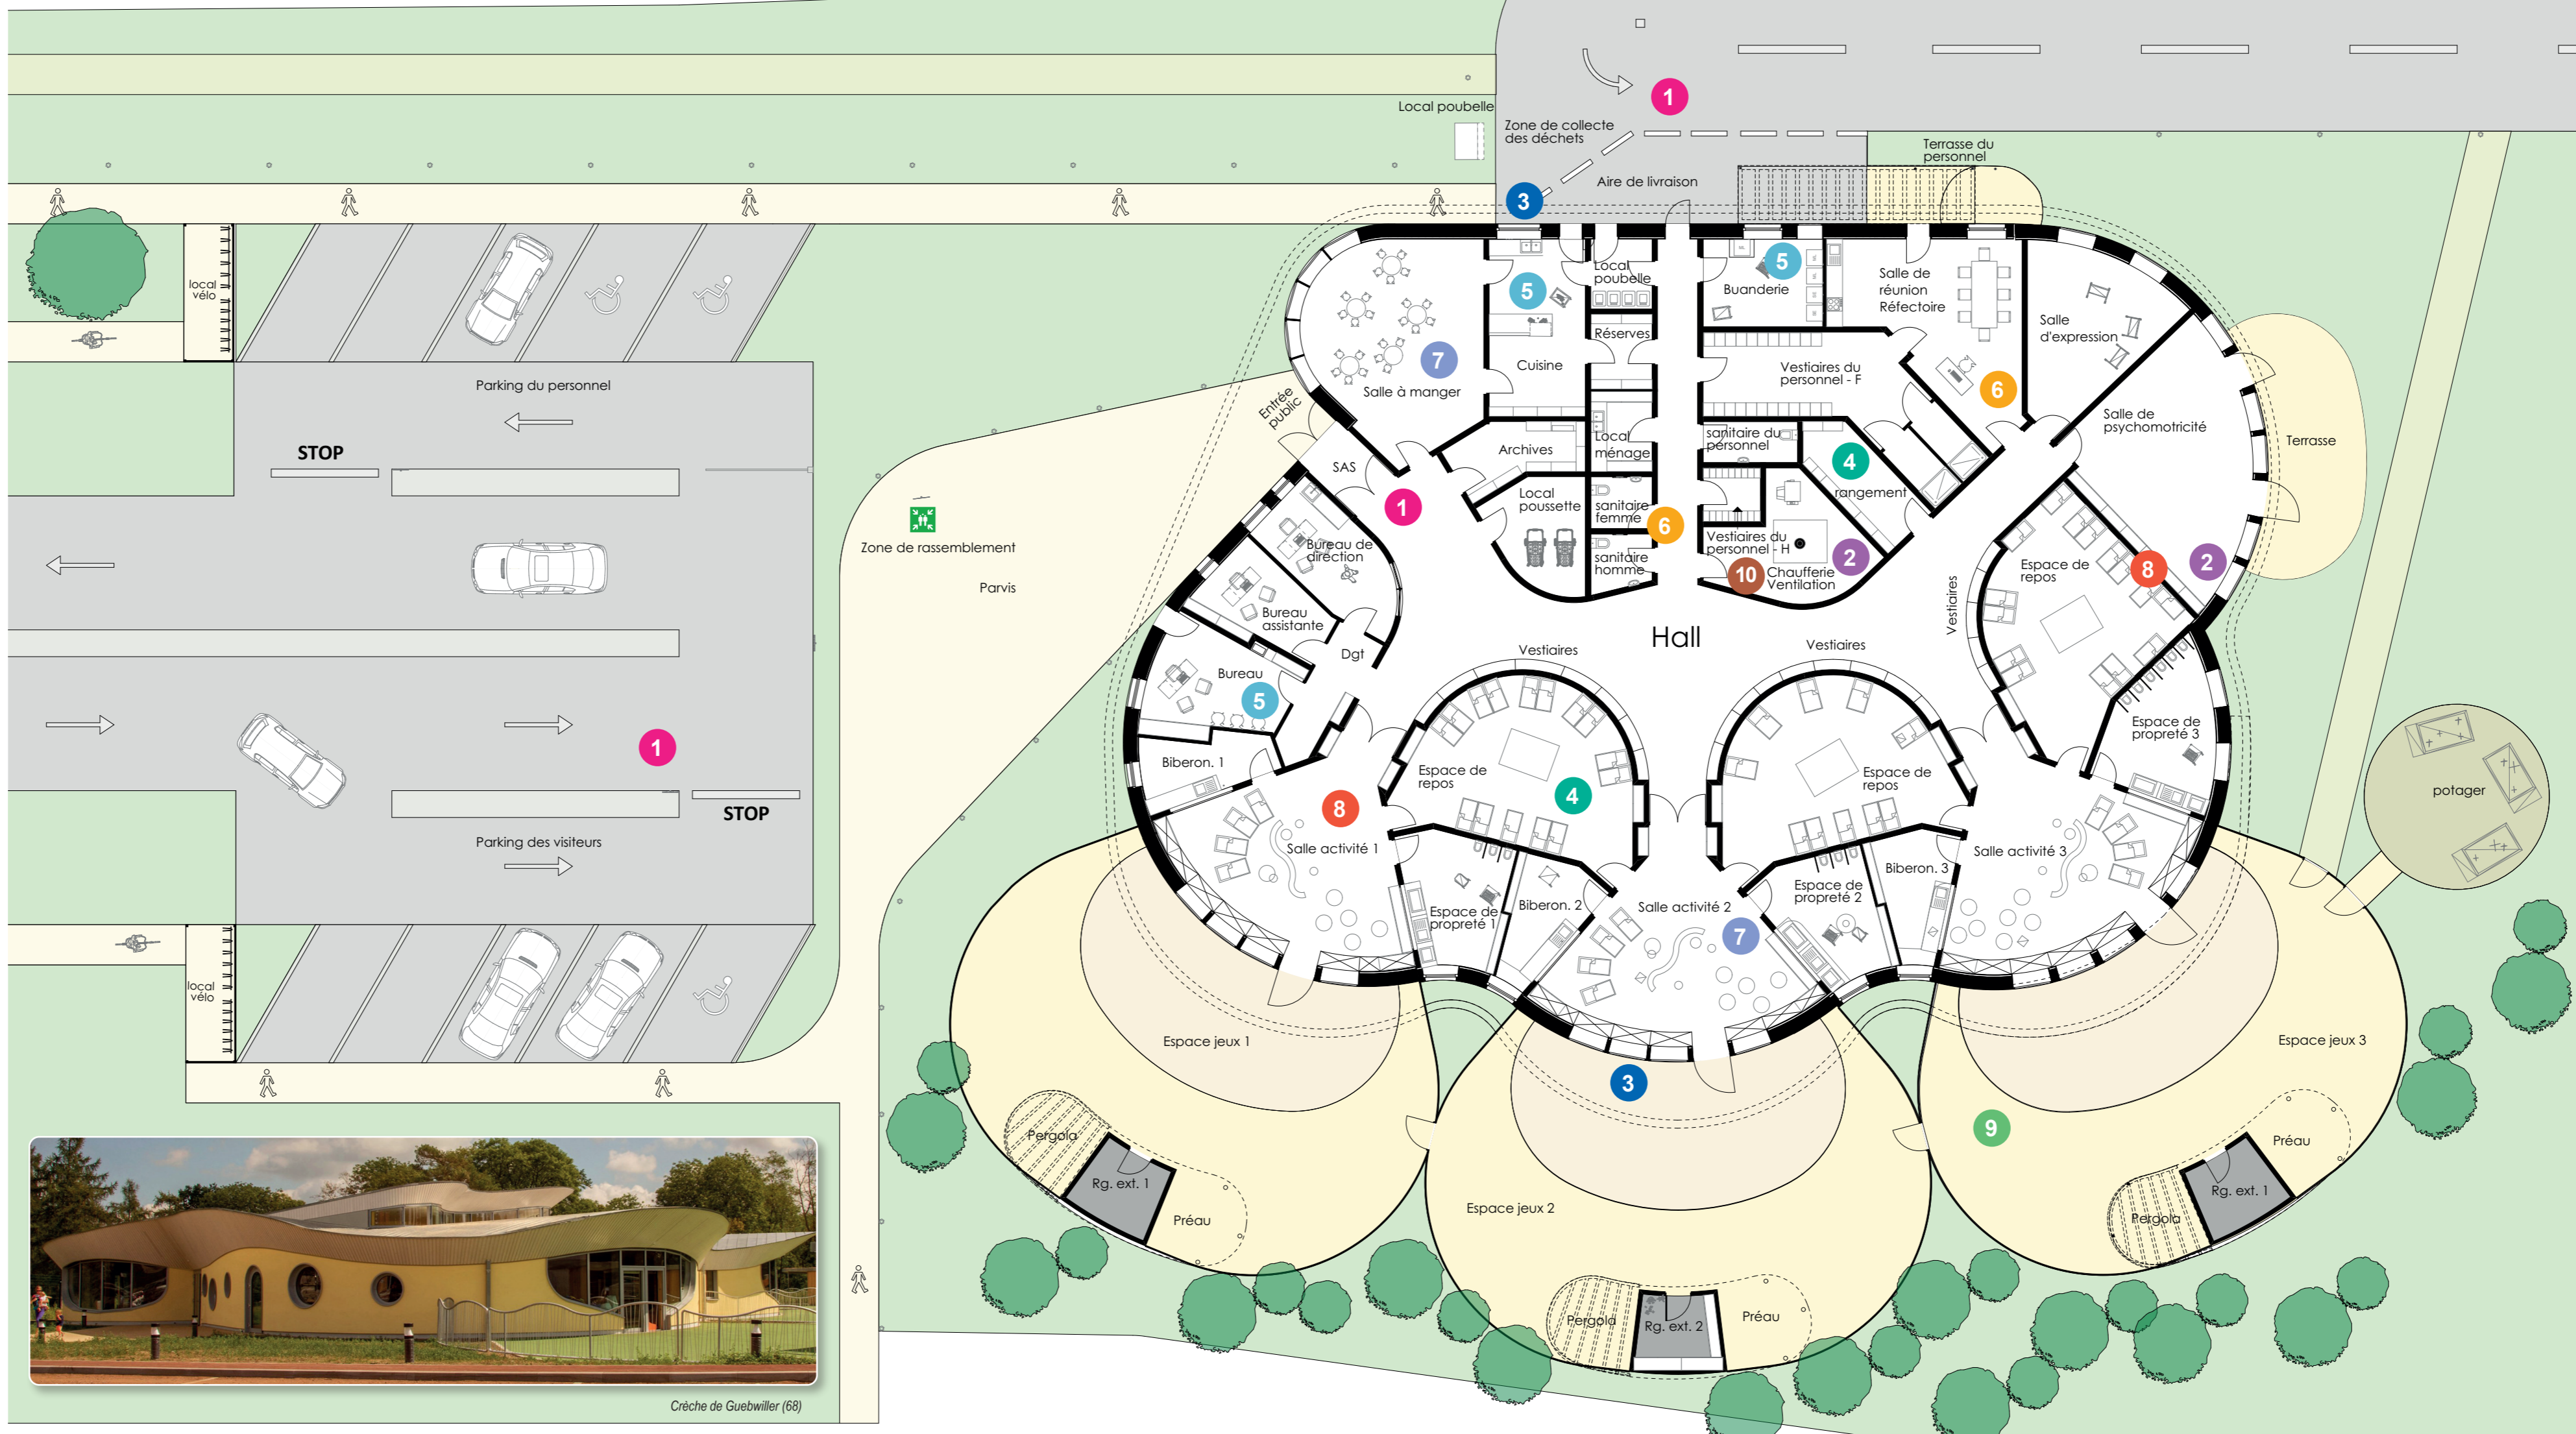 Local poubelle
1
Zone de collecte
des déchets
Terrasse du
personnel
Aire de livraison
3
local
vélo
Parking du personnel
STOP
STOP
1
Parking des visiteurs
local
vélo
Zone de rassemblement
Parvis
Entrée
public
SAS
1
Salle à manger
7
5
Cuisine
Local
poubelle
Réserves
Archives
Local
ménage
Local
poussette
sanitaire
femme
6
sanitaire
homme
5
Buanderie
Salle de
réunion
Réfectoire
Salle
d'expression
Vestiaires du
personnel - F
6
Salle de
psychomotricité
Terrasse
sanitaire du
personnel
4
rangement
Vestiaires du
personnel - H
2
10
Chaufferie
Ventilation
Bureau de
direction
Bureau
assistante
Dgt
Bureau
5
Biberon. 1
Hall
Vestiaires
Vestiaires
Vestiaires
Espace de
repos
8
2
Espace de
propreté 3
Espace de
repos
4
Espace de
repos
8
Salle activité 1
Espace de
propreté 1
Biberon. 2
Salle activité 2
7
Espace de
propreté 2
Biberon. 3
Salle activité 3
potager
Espace jeux 1
3
Espace jeux 3
9
Pergola
Rg. ext. 1
Préau
Espace jeux 2
Pergola
Rg. ext. 2
Préau
Préau
Rg. ext. 1
Pergola
Crèche de Guebwiller (68)